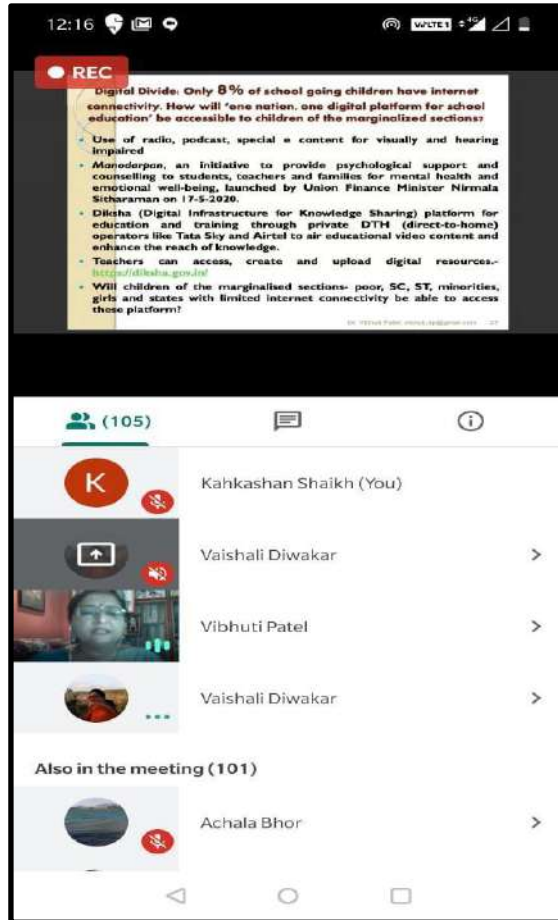 12:16
VoLTE1 4G
REC
Digital Divide: Only 8% of school going children have internet
connectivity. How will 'one nation, one digital platform for school
education' be accessible to children of the marginalized sections?
Use of radio, podcast, special e content for visually and hearing
impaired
Manodarpan, an initiative to provide psychological support and
counselling to students, teachers and families for mental health and
emotional well-being, launched by Union Finance Minister Nirmala
Sitharaman on 17-5-2020.
Diksha (Digital Infrastructure for Knowledge Sharing) platform for
education and training through private DTH (direct-to-home)
operators like Tata Sky and Airtel to air educational video content and
enhance the reach of knowledge.
Teachers can access, create and upload digital resources.-
https://diksha.gov.in/
Will children of the marginalised sections- poor, SC, ST, minorities,
girls and states with limited internet connectivity be able to access
these platform?
(105)
K
Kahkashan Shaikh (You)
Vaishali Diwakar
Vibhuti Patel
Vaishali Diwakar
Also in the meeting (101)
Achala Bhor